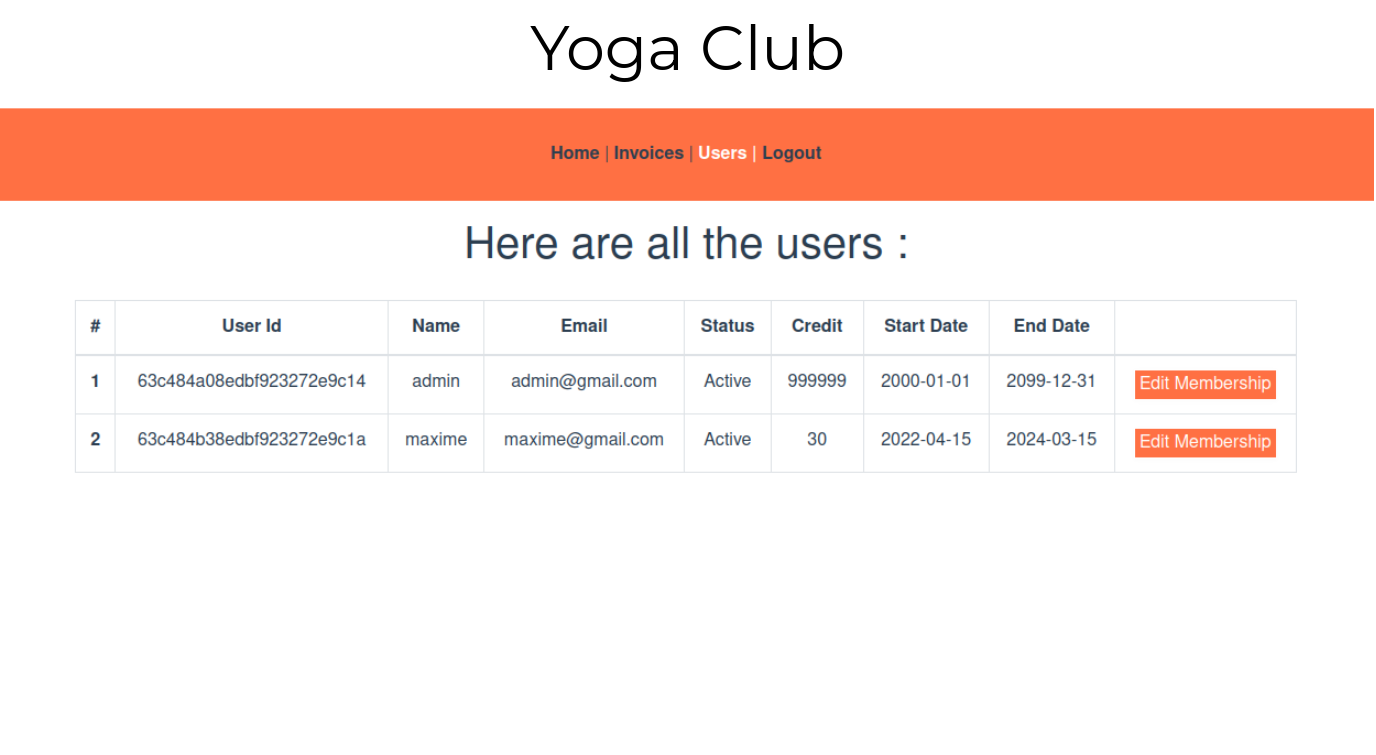 Yoga Club
Home | Invoices | Users | Logout
Here are all the users :
# User Id Name Email Status Credit Start Date End Date
1 63c484a08edbf923272e9c14 admin admin@gmail.com Active 999999 2000-01-01 2099-12-31 Edit Membership
2 63c484b38edbf923272e9c1a maxime maxime@gmail.com Active 30 2022-04-15 2024-03-15 Edit Membership